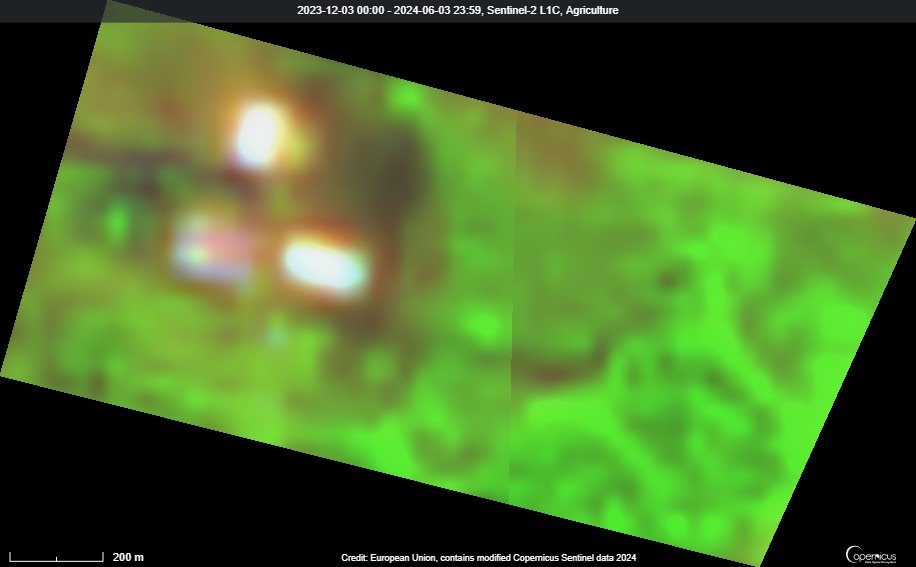 2023-12-03 00:00 - 2024-06-03 23:59, Sentinel-2 L1C, Agriculture
200 m
Credit: European Union, contains modified Copernicus Sentinel data 2024
opernicus